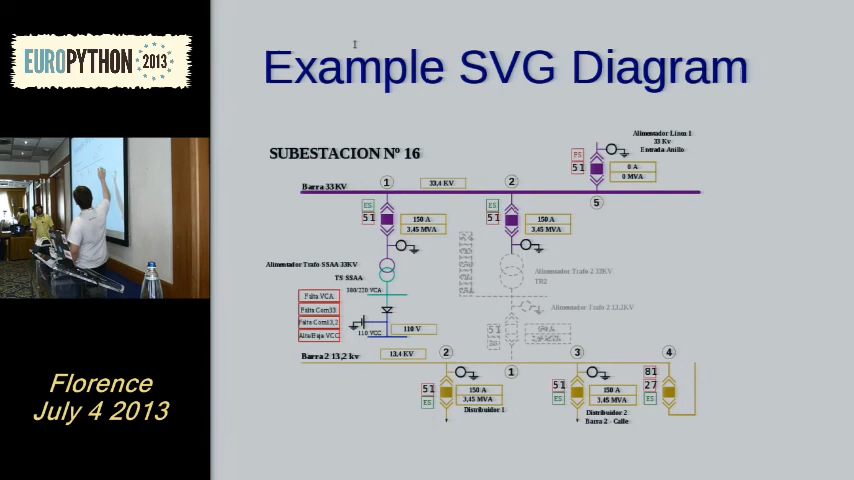 EUROPYTHON 2013
Florence
July 4 2013
Example SVG Diagram
SUBESTACION Nº 16
Alimentador Linea 1
33 Kv
Entrada Anillo
51
0 A
0 MVA
5
Barra 33 KV
1
33,4 KV
2
ES
51
150 A
3.45 MVA
ES
51
150 A
3.45 MVA
Alimentador Trafo SSAA 33KV
TS SSAA
380/220 VCA
Falta VCA
Falta Com33
Falta Com13,2
Alta/Baja VCC
110 VCC
110 V
Alimentador Trafo 2 33KV
TR2
Alimentador Trafo 2 13,2KV
51
Barra 2 13,2 kv
13,4 KV
2
1
3
4
51
ES
150 A
3,45 MVA
Distribuidor 1
51
ES
150 A
3,45 MVA
Distribuidor 2
Barra 2 - Calle
81
27
ES